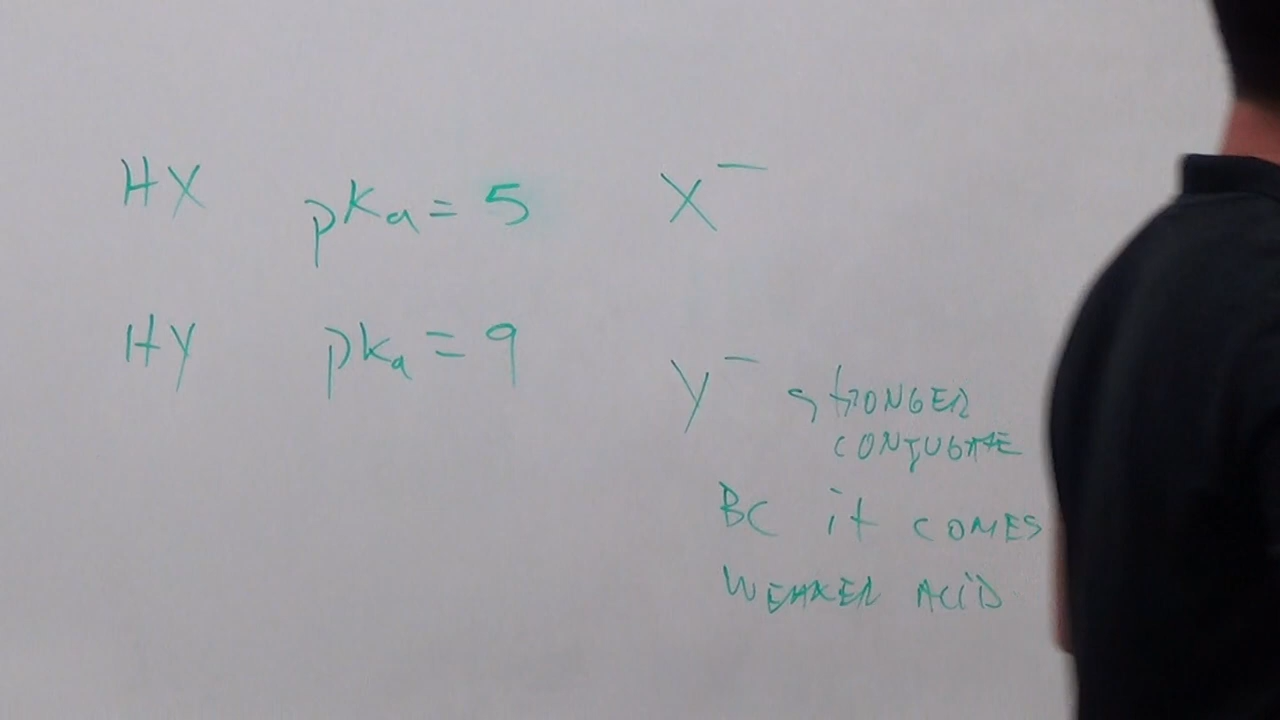 HX pKa = 5 X⁻
HY pKa = 9 Y⁻ STRONGER
CONJUGATE
BC it COMES
WEAKER ACiD